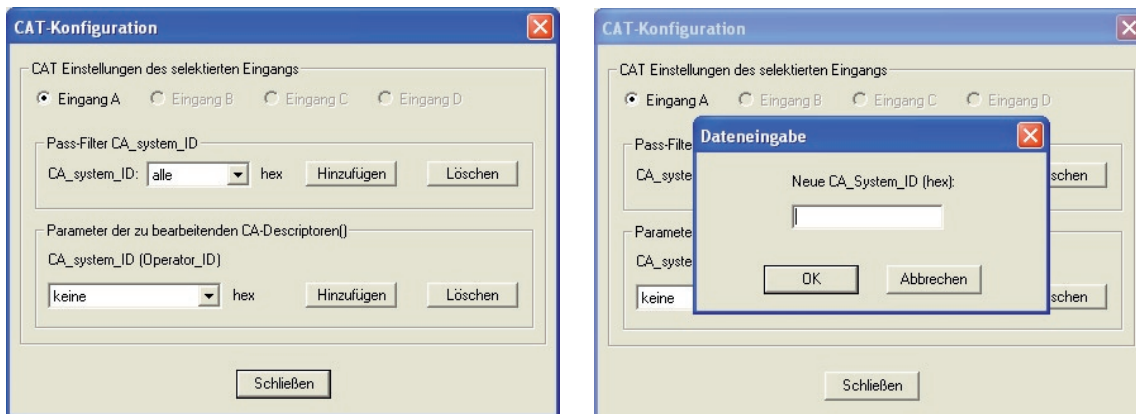 CAT-Konfiguration
CAT Einstellungen des selektierten Eingangs
Eingang A Eingang B Eingang C Eingang D
Pass-Filter CA_system_ID
CA_system_ID: alle hex Hinzufügen Löschen
Parameter der zu bearbeitenden CA-Descriptoren()
CA_system_ID (Operator_ID)
keine hex Hinzufügen Löschen
Schließen
CAT-Konfiguration
CAT Einstellungen des selektierten Eingangs
Eingang A Eingang B Eingang C Eingang D
Pass-Filte
CA_syste schen
Paramete
CA_syste
keine schen
Schließen
Dateneingabe
Neue CA_System_ID (hex):
OK Abbrechen